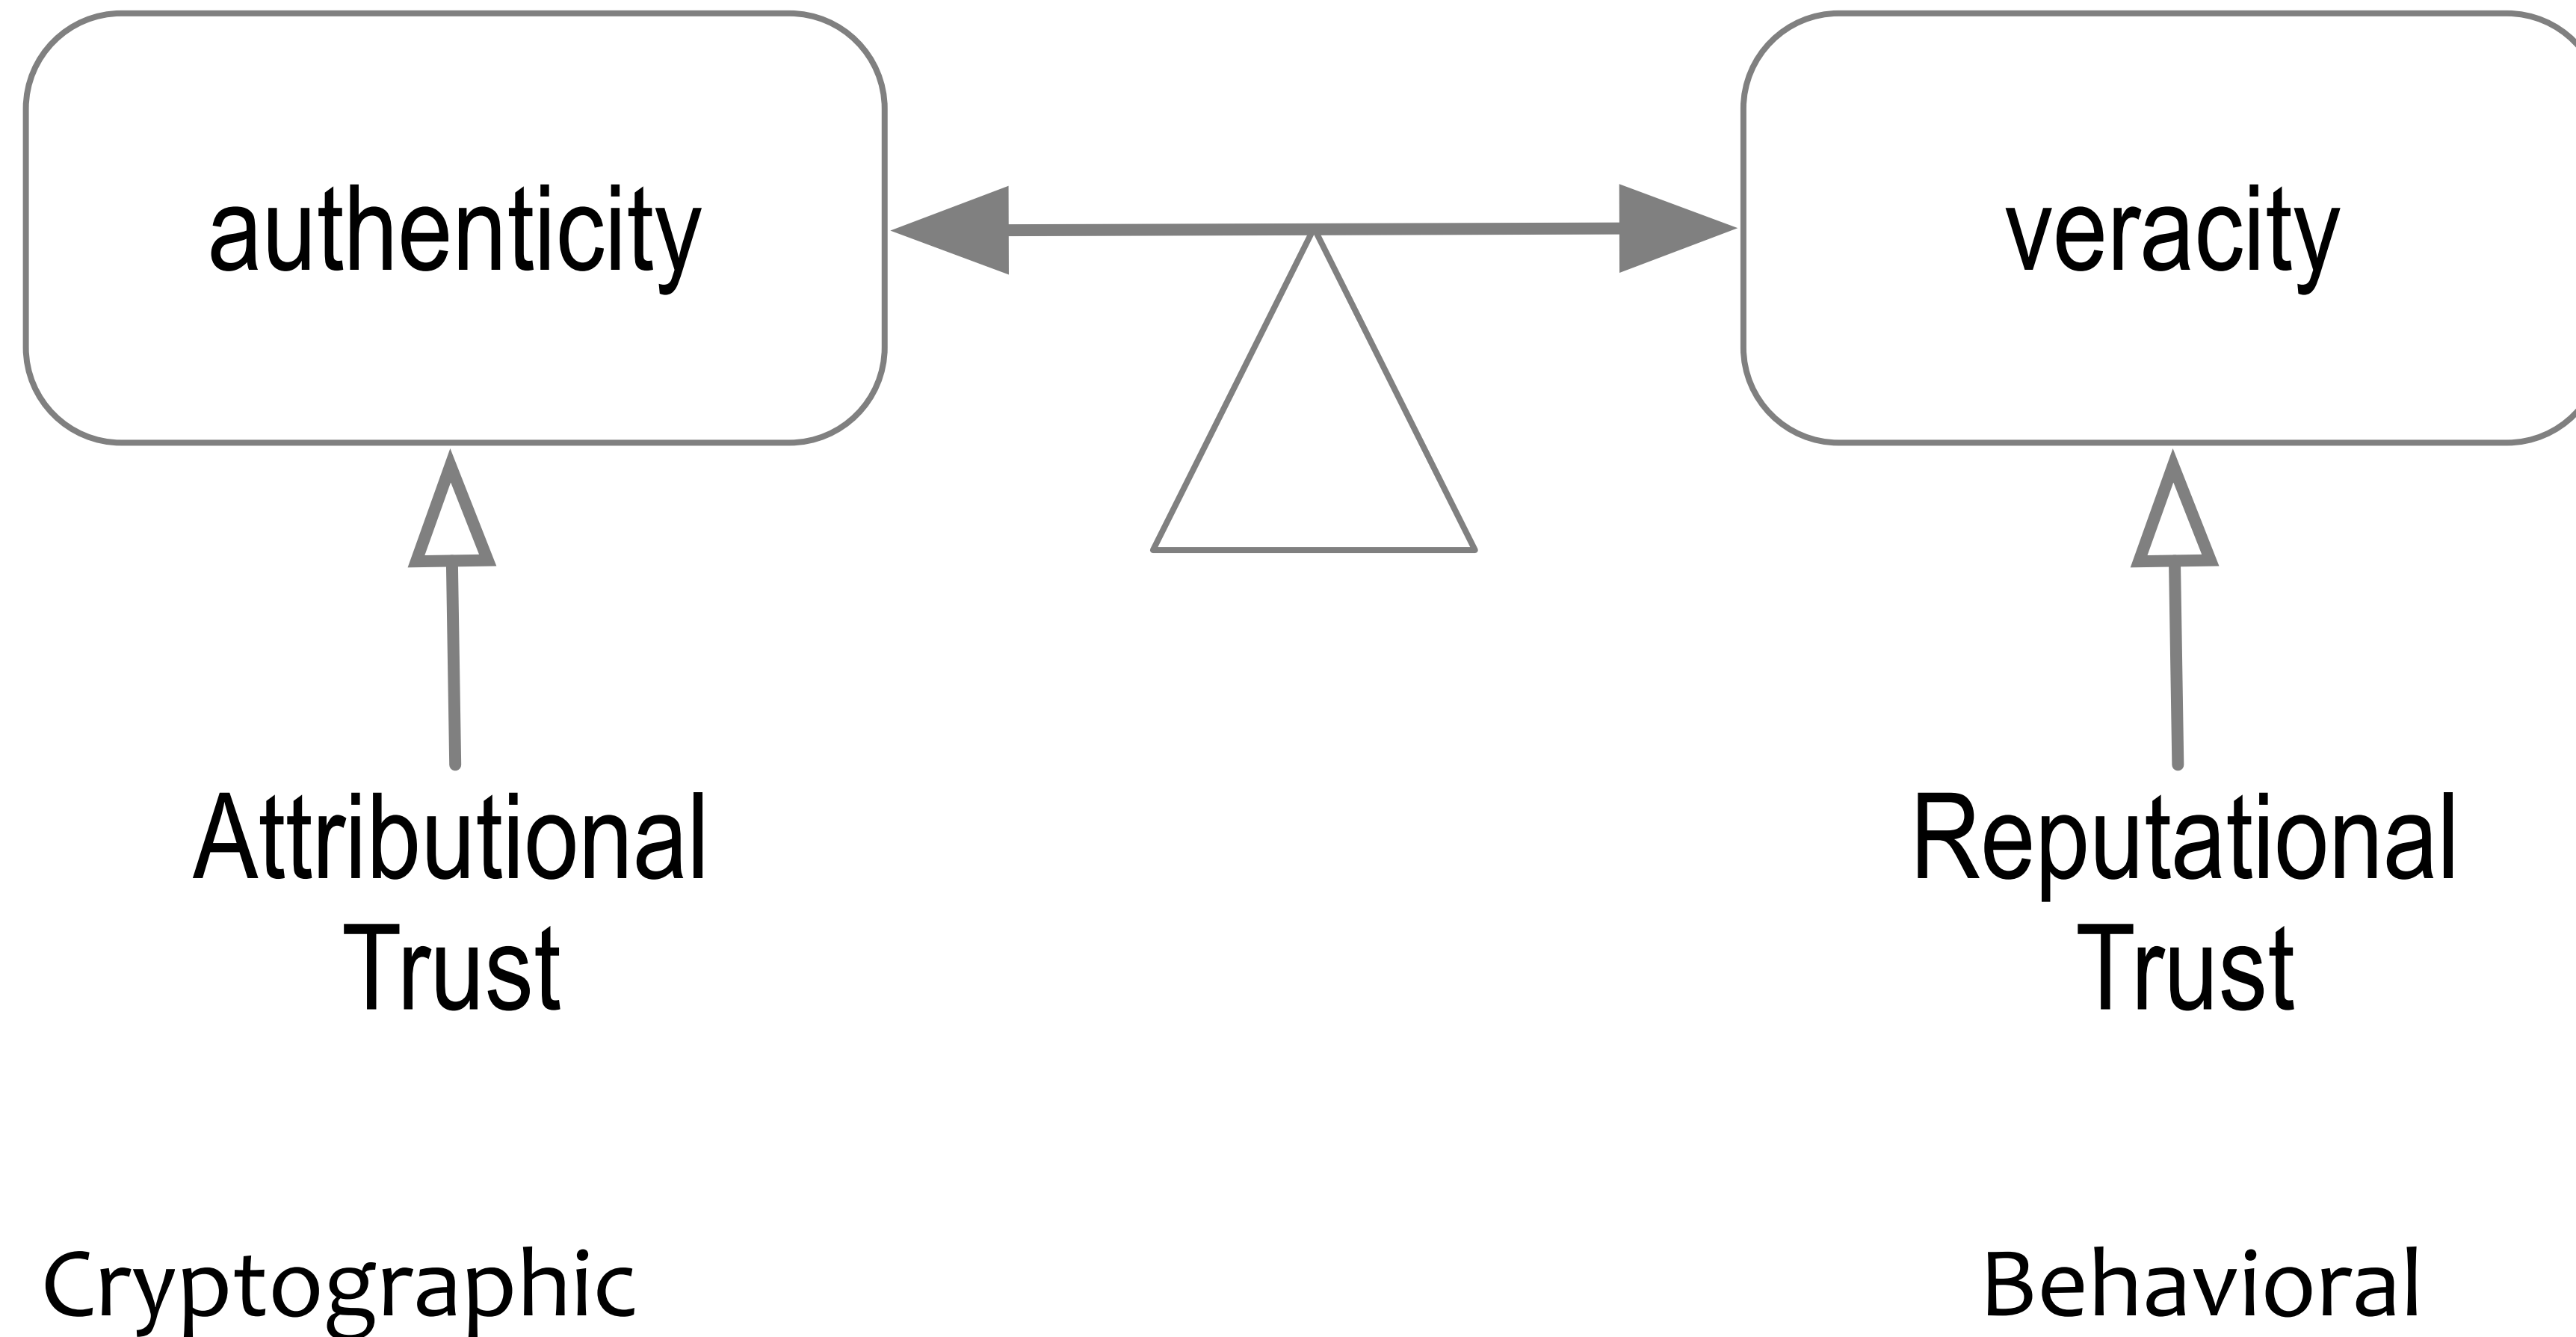 authenticity
veracity
Attributional
Trust
Reputational
Trust
Cryptographic
Behavioral